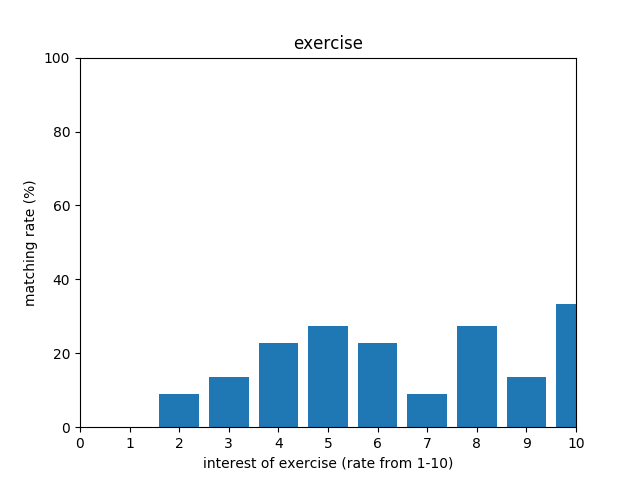 exercise
100
80
60
40
20
0
matching rate (%)
0 1 2 3 4 5 6 7 8 9 10
interest of exercise (rate from 1-10)